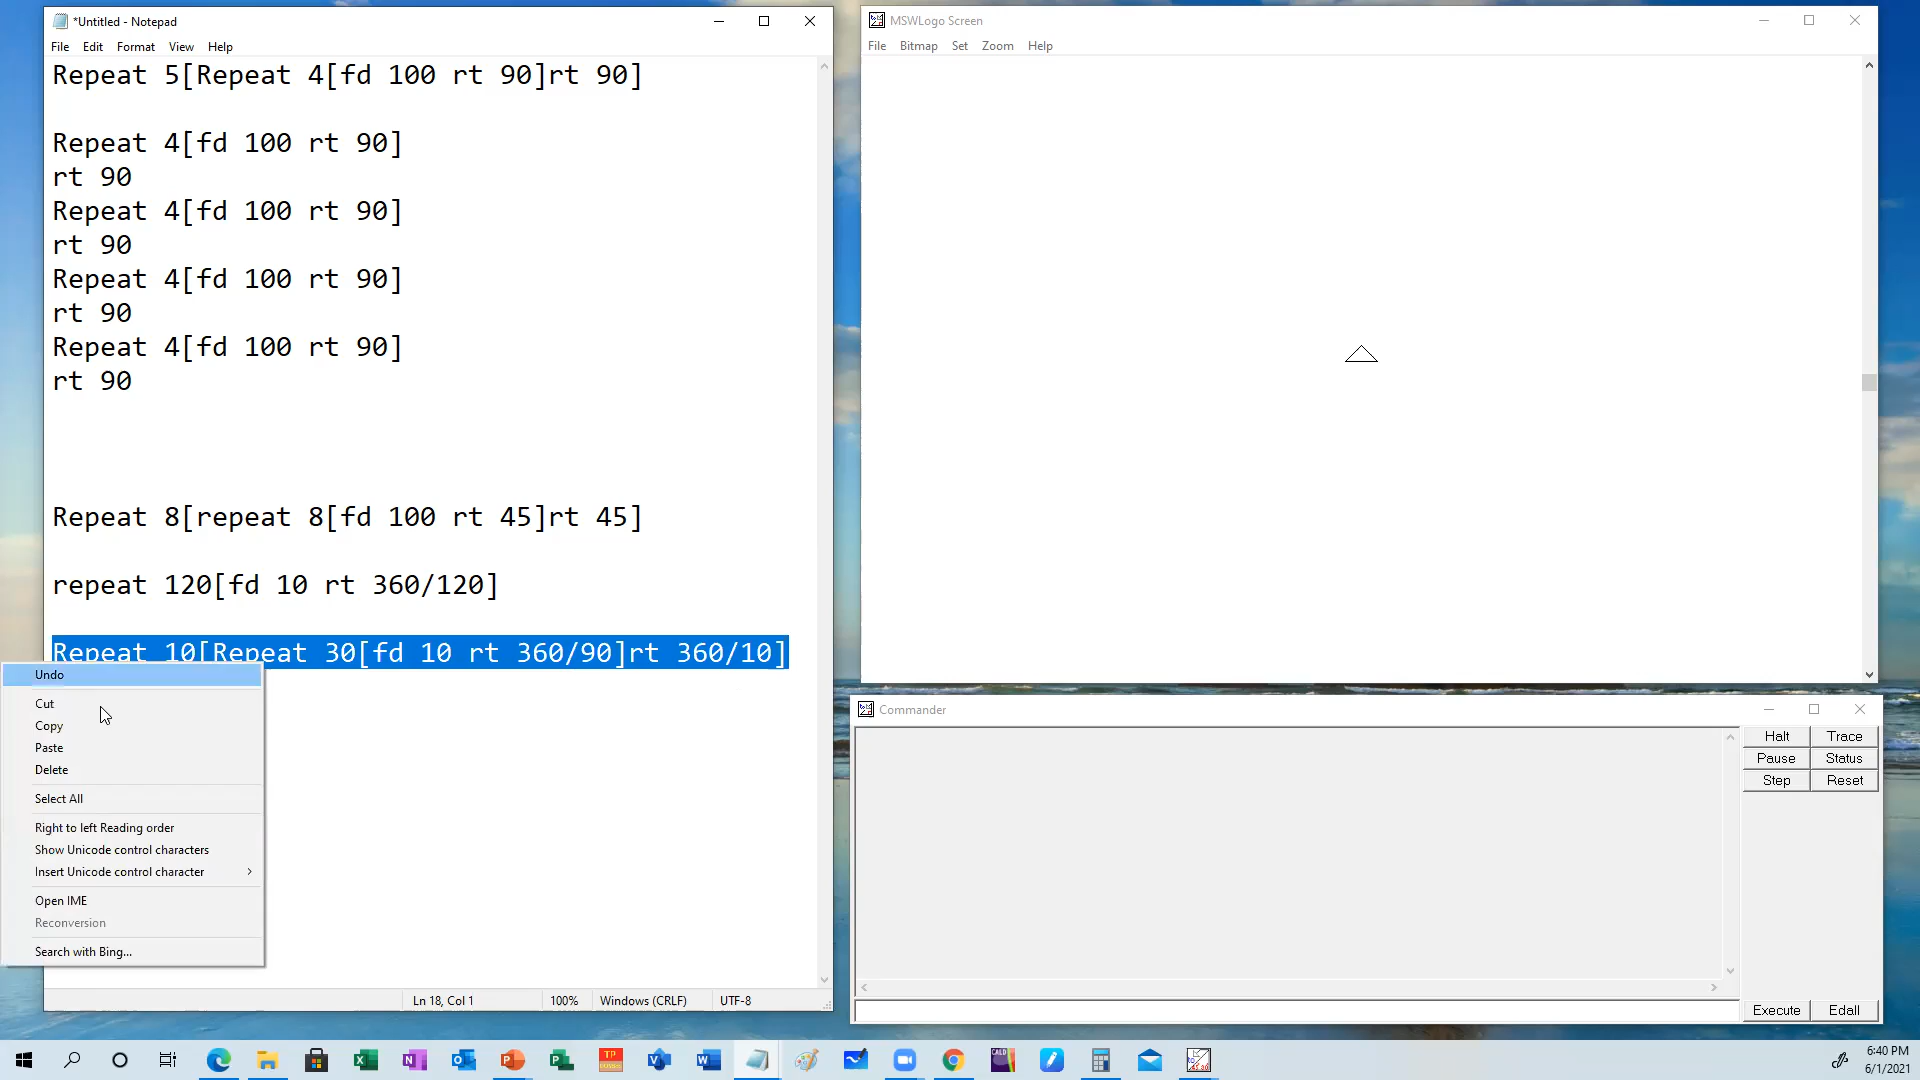 *Untitled - Notepad
File Edit Format View Help
Repeat 5[Repeat 4[fd 100 rt 90]rt 90]
Repeat 4[fd 100 rt 90]
rt 90
Repeat 4[fd 100 rt 90]
rt 90
Repeat 4[fd 100 rt 90]
rt 90
Repeat 4[fd 100 rt 90]
rt 90
Repeat 8[repeat 8[fd 100 rt 45]rt 45]
repeat 120[fd 10 rt 360/120]
Repeat 10[Repeat 30[fd 10 rt 360/90]rt 360/10]
Undo
Cut
Copy
Paste
Delete
Select All
Right to left Reading order
Show Unicode control characters
Insert Unicode control character
Open IME
Reconversion
Search with Bing...
Ln 18, Col 1 100% Windows (CRLF) UTF-8
MSWLogo Screen
File Bitmap Set Zoom Help
Commander
Halt Trace
Pause Status
Step Reset
Execute Edall
6:40 PM
6/1/2021